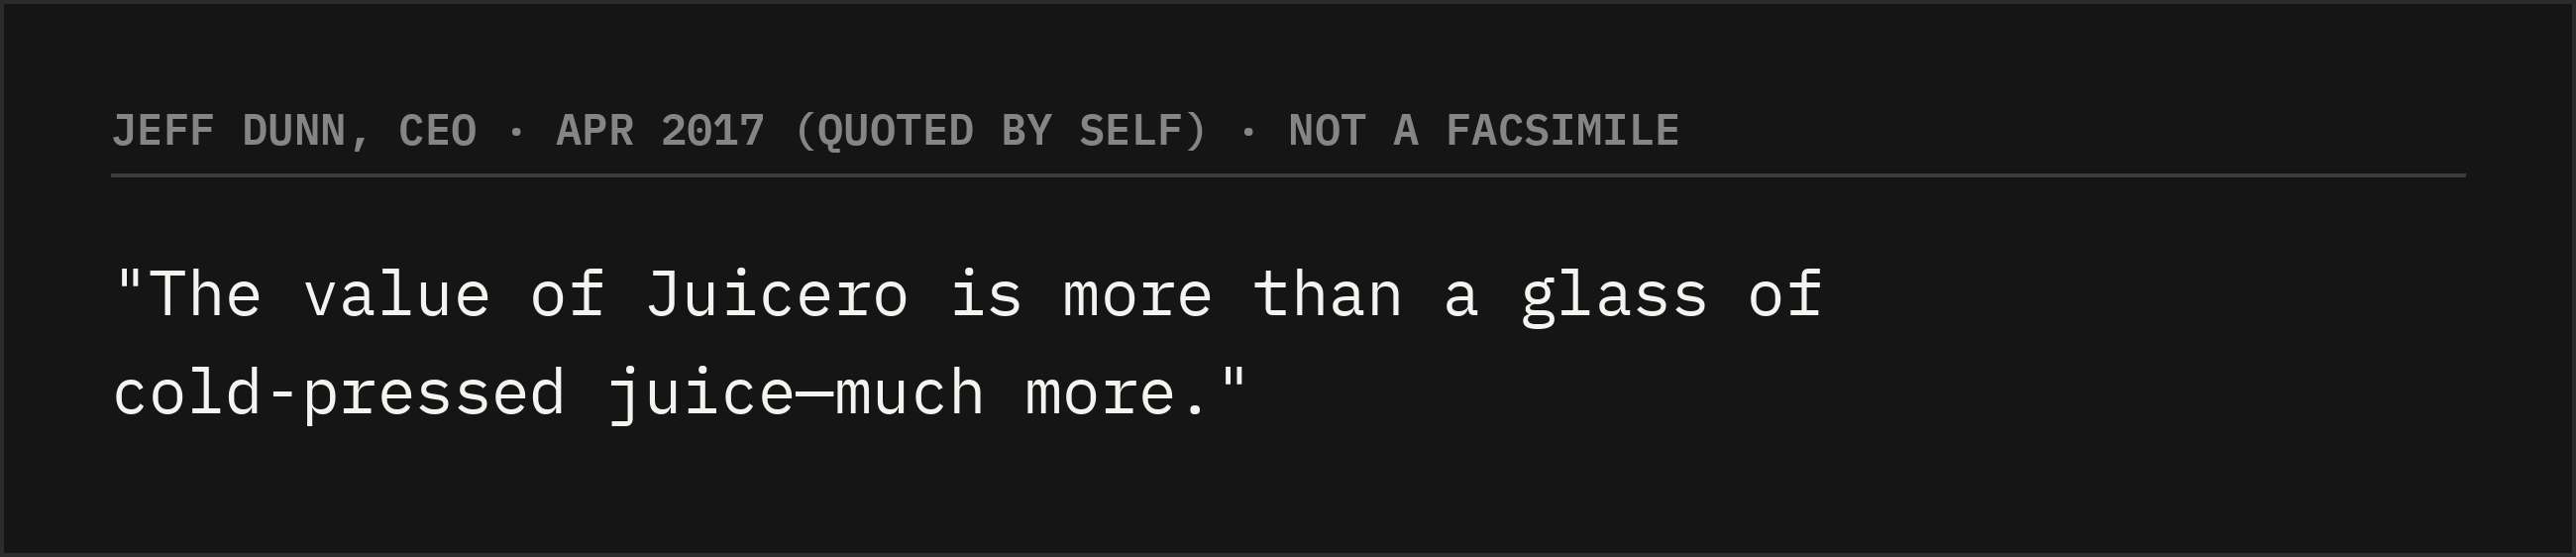 JEFF DUNN, CEO · APR 2017 (QUOTED BY SELF) · NOT A FACSIMILE
"The value of Juicero is more than a glass of
cold-pressed juice—much more."